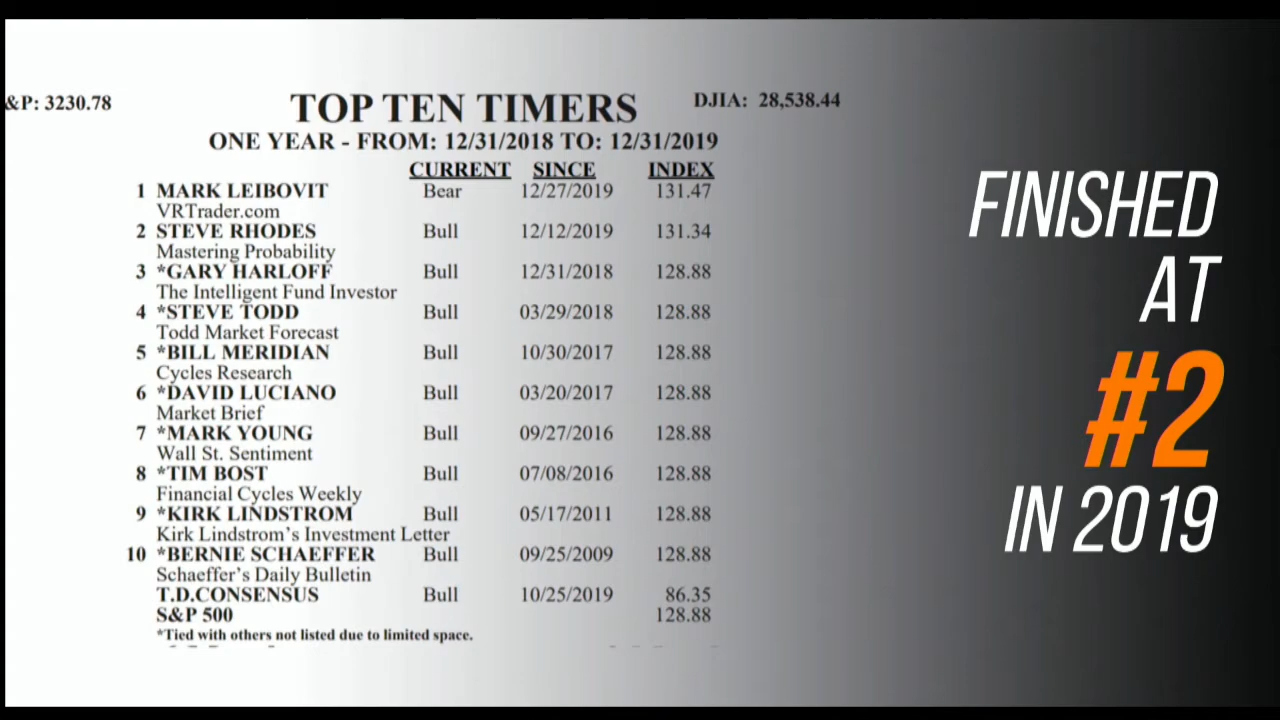 &P: 3230.78
TOP TEN TIMERS
DJIA: 28,538.44
ONE YEAR - FROM: 12/31/2018 TO: 12/31/2019
CURRENT SINCE INDEX
1 MARK LEIBOVIT Bear 12/27/2019 131.47
VRTrader.com
2 STEVE RHODES Bull 12/12/2019 131.34
Mastering Probability
3 *GARY HARLOFF Bull 12/31/2018 128.88
The Intelligent Fund Investor
4 *STEVE TODD Bull 03/29/2018 128.88
Todd Market Forecast
5 *BILL MERIDIAN Bull 10/30/2017 128.88
Cycles Research
6 *DAVID LUCIANO Bull 03/20/2017 128.88
Market Brief
7 *MARK YOUNG Bull 09/27/2016 128.88
Wall St. Sentiment
8 *TIM BOST Bull 07/08/2016 128.88
Financial Cycles Weekly
9 *KIRK LINDSTROM Bull 05/17/2011 128.88
Kirk Lindstrom's Investment Letter
10 *BERNIE SCHAEFFER Bull 09/25/2009 128.88
Schaeffer's Daily Bulletin
T.D.CONSENSUS Bull 10/25/2019 86.35
S&P 500 128.88
*Tied with others not listed due to limited space.
FINISHED
AT
#2
IN 2019